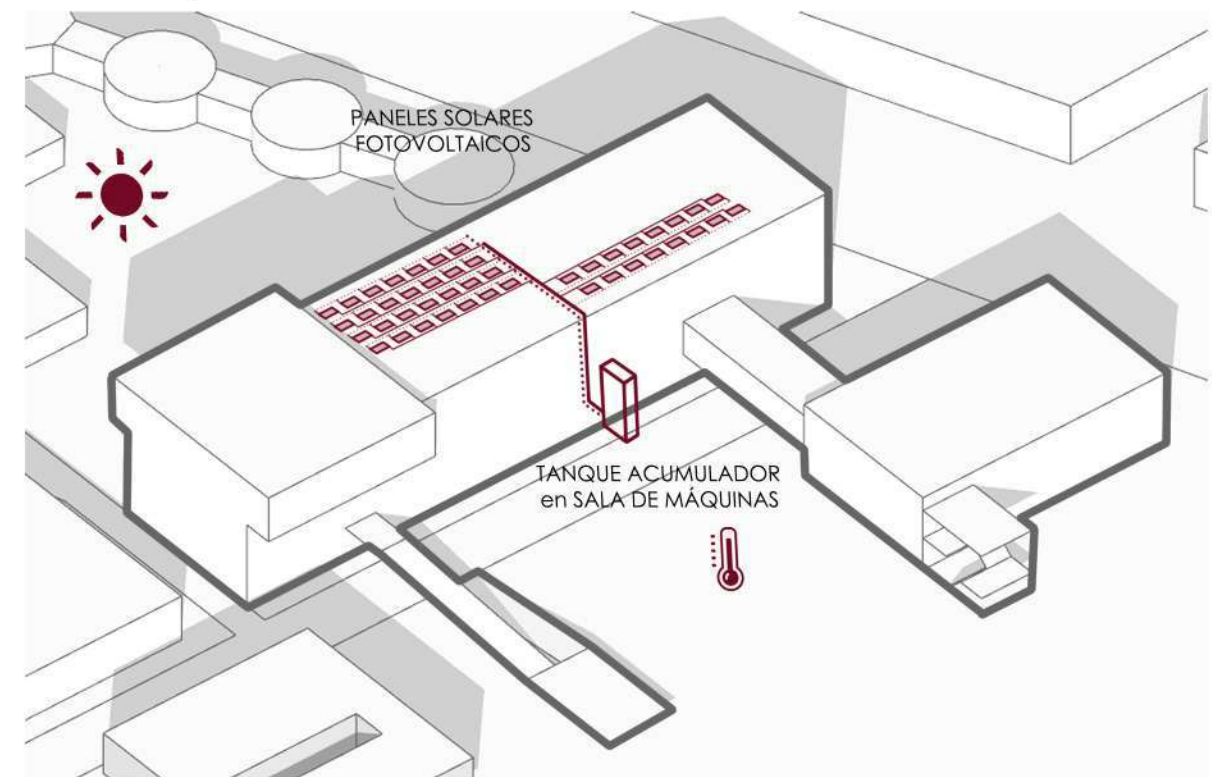 PANELES SOLARES
FOTOVOLTAICOS
TANQUE ACUMULADOR
en SALA DE MÁQUINAS